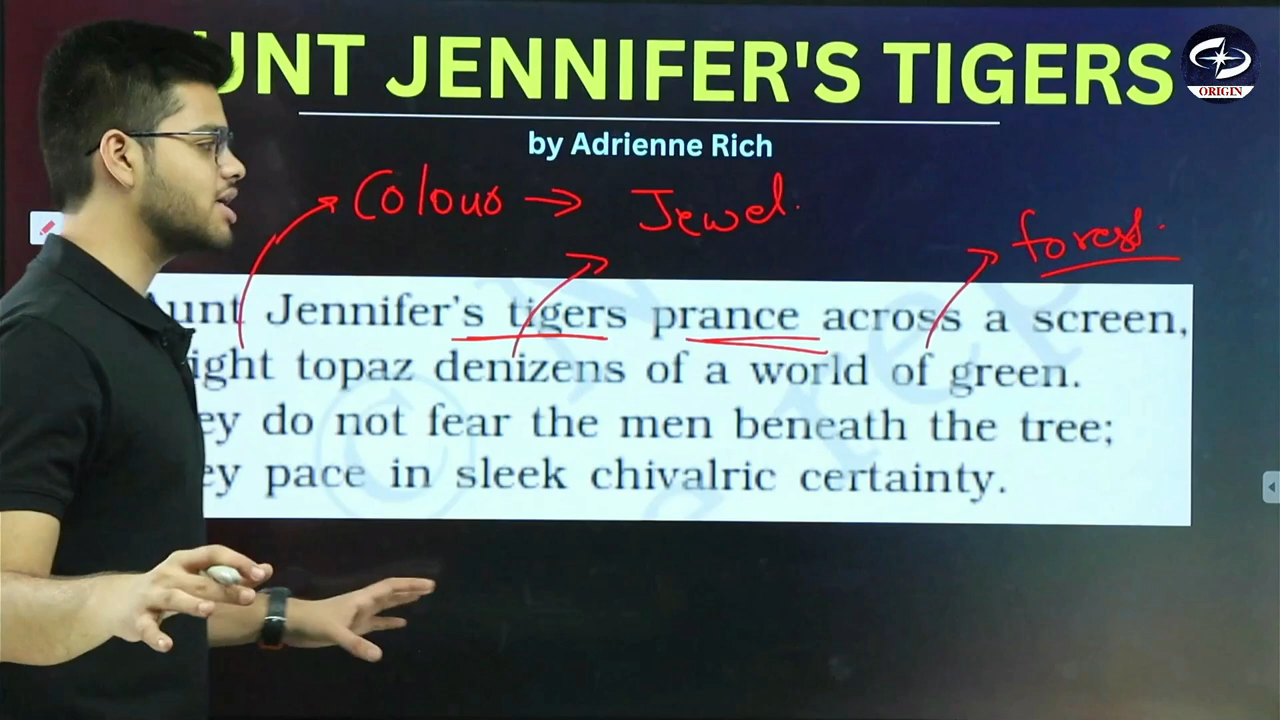 UNT JENNIFER'S TIGERS
ORIGIN
by Adrienne Rich
Colour → Jewel.
forest.
Aunt Jennifer's tigers prance across a screen,
ight topaz denizens of a world of green.
ey do not fear the men beneath the tree;
ey pace in sleek chivalric certainty.